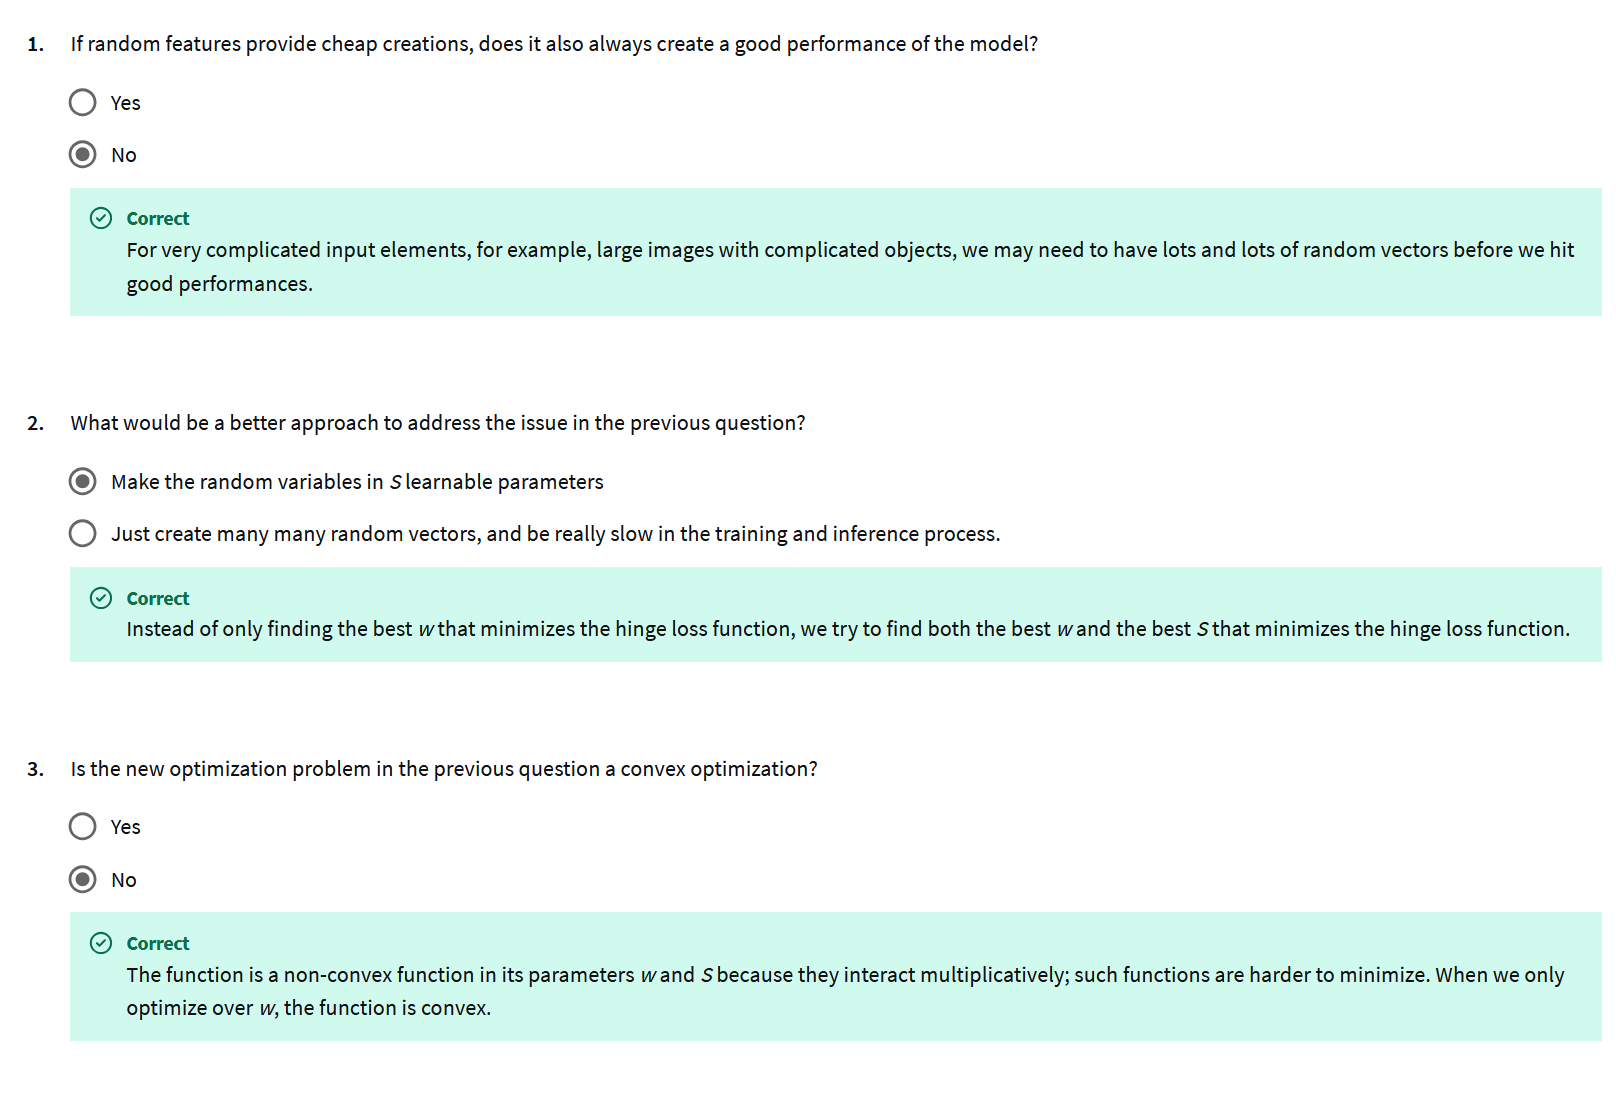 1. If random features provide cheap creations, does it also always create a good performance of the model?
Yes
No
Correct
For very complicated input elements, for example, large images with complicated objects, we may need to have lots and lots of random vectors before we hit
good performances.
2. What would be a better approach to address the issue in the previous question?
Make the random variables in S learnable parameters
Just create many many random vectors, and be really slow in the training and inference process.
Correct
Instead of only finding the best w that minimizes the hinge loss function, we try to find both the best w and the best S that minimizes the hinge loss function.
3. Is the new optimization problem in the previous question a convex optimization?
Yes
No
Correct
The function is a non-convex function in its parameters w and S because they interact multiplicatively; such functions are harder to minimize. When we only
optimize over w, the function is convex.